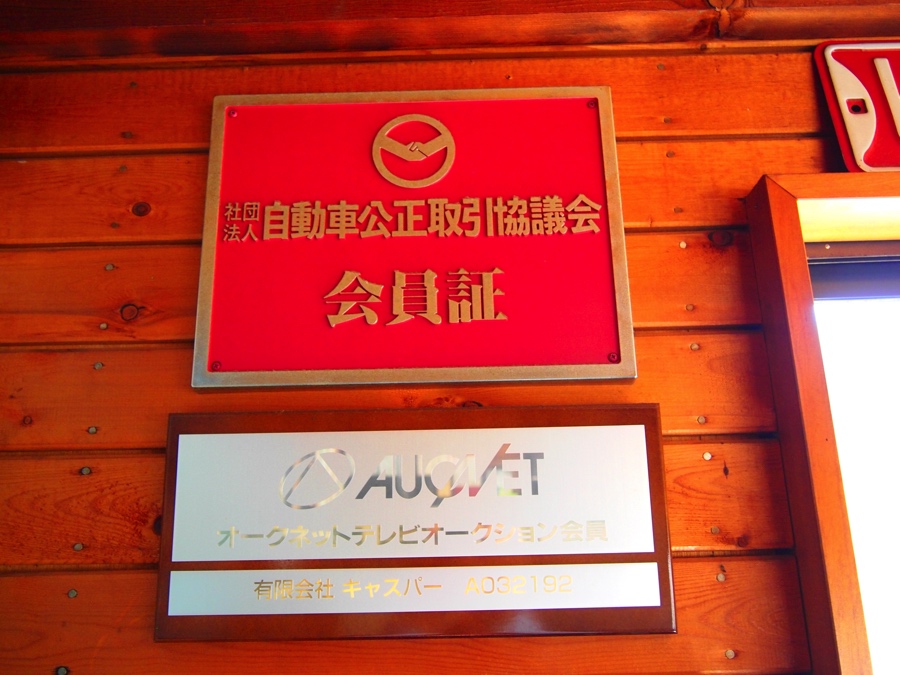 社団法人 自動車公正取引協議会
会員証
AUCNET
オークネットテレビオークション会員
有限会社 キャスパー A032192